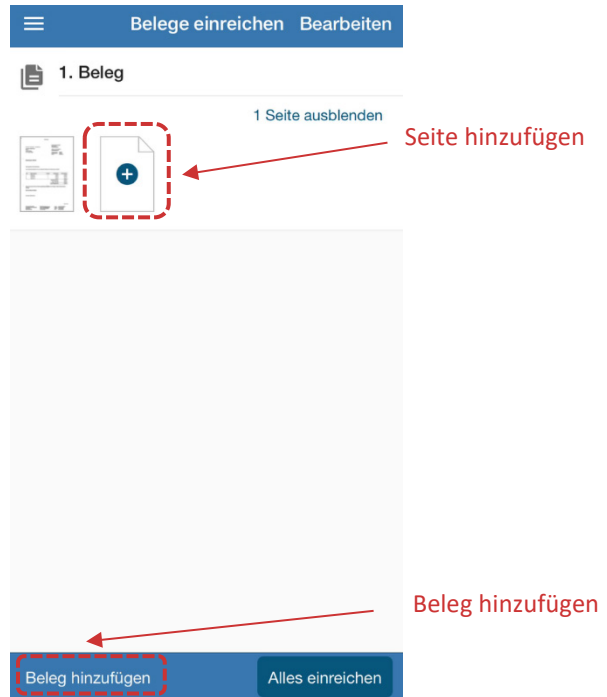 Belege einreichen Bearbeiten
1. Beleg
1 Seite ausblenden
Seite hinzufügen
Beleg hinzufügen
Beleg hinzufügen Alles einreichen